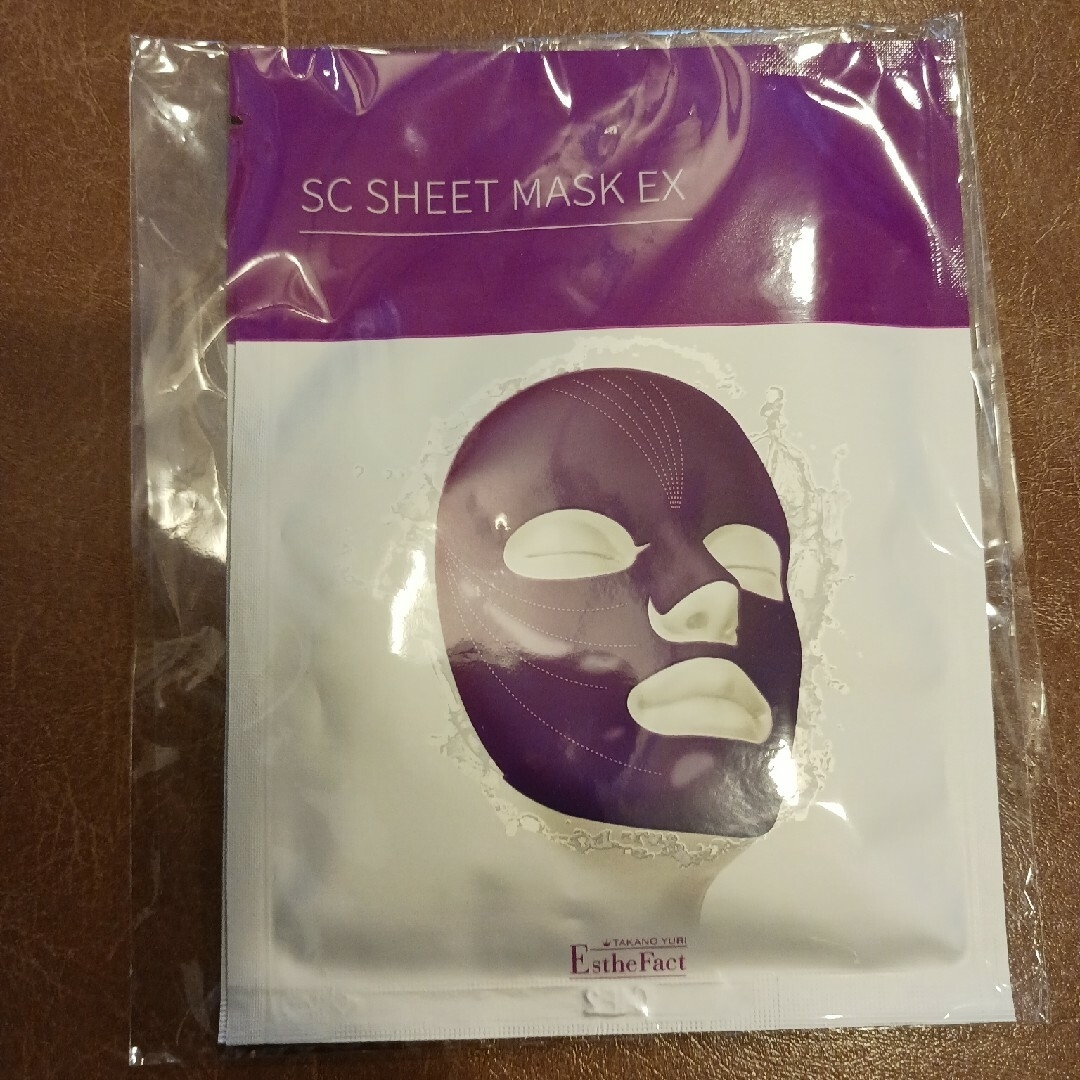 SC SHEET MASK EX
TAKANO YURI
EstheFact